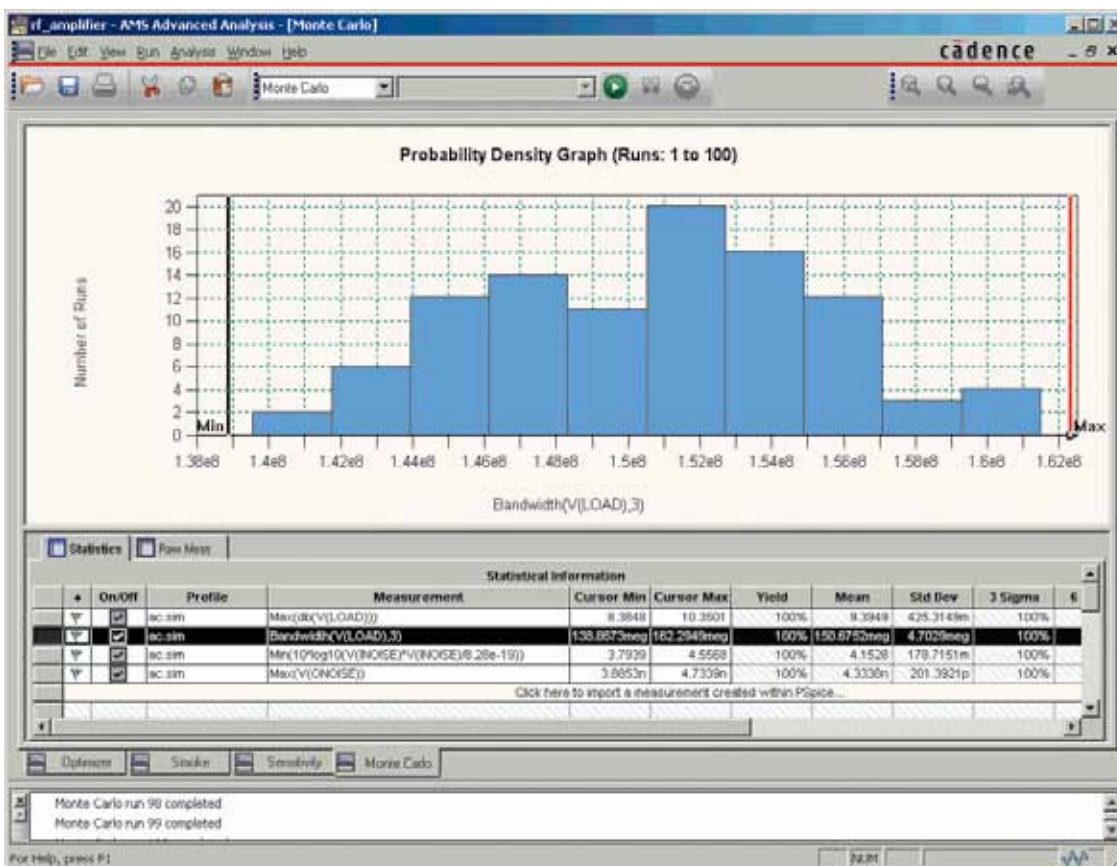 rf_amplifier - AMS Advanced Analysis - [Monte Carlo]
File Edit View Run Analysis Window Help
cādence
Monte Carlo
Probability Density Graph (Runs: 1 to 100)
Number of Runs
20
18
16
14
12
10
8
6
4
2
0
Min
Max
1.38e8 1.4e8 1.42e8 1.44e8 1.46e8 1.48e8 1.5e8 1.52e8 1.54e8 1.56e8 1.58e8 1.6e8 1.62e8
Bandwidth(V(LOAD),3)
Statistics Raw Meas
Statistical Information
On/Off Profile Measurement Cursor Min Cursor Max Yield Mean Std Dev 3 Sigma 6
ac.sim Max(db(V(LOAD))) 8.3848 10.3501 100% 9.3949 425.3149m 100%
ac.sim Bandwidth(V(LOAD),3) 138.8673meg 162.2949meg 100% 150.6752meg 4.7029meg 100%
ac.sim Min(10*log10(V(INOISE)*V(INOISE)/8.28e-19)) 3.7939 4.5568 100% 4.1528 178.7151m 100%
ac.sim Max(V(ONOISE)) 3.8853n 4.7339n 100% 4.3338n 201.3921p 100%
Click here to import a measurement created within PSpice...
Optimizer Smoke Sensitivity Monte Carlo
Monte Carlo run 98 completed
Monte Carlo run 99 completed
For Help, press F1
NUM